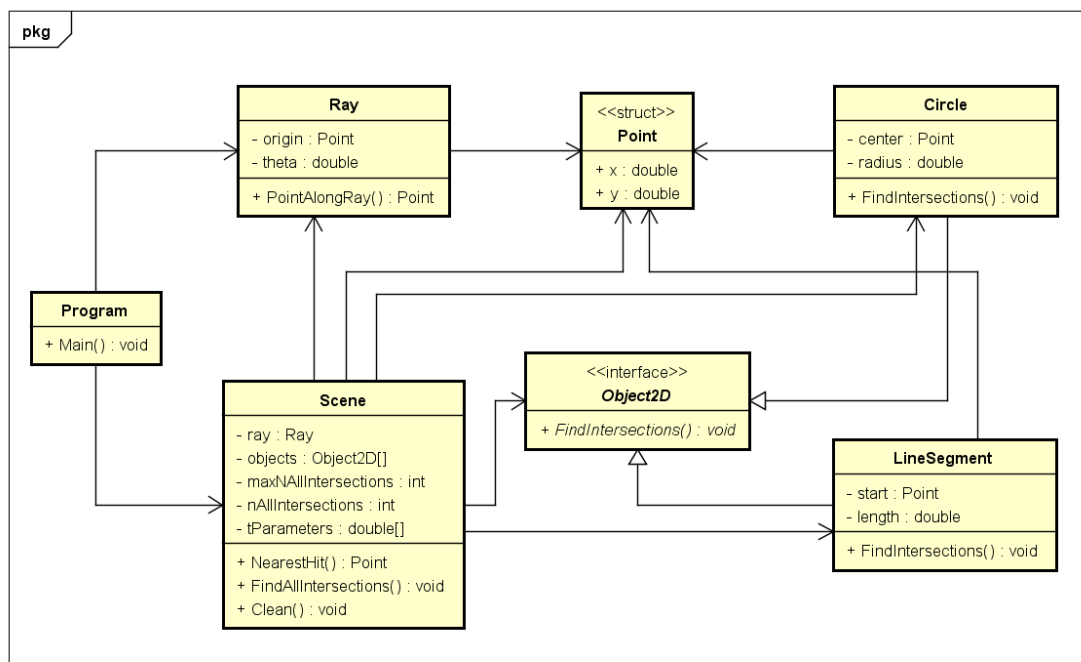 pkg
Ray
- origin : Point
- theta : double
+ PointAlongRay() : Point
<<struct>>
Point
+ x : double
+ y : double
Circle
- center : Point
- radius : double
+ FindIntersections() : void
Program
+ Main() : void
Scene
- ray : Ray
- objects : Object2D[]
- maxNAllIntersections : int
- nAllIntersections : int
- tParameters : double[]
+ NearestHit() : Point
+ FindAllIntersections() : void
+ Clean() : void
<<interface>>
Object2D
+ FindIntersections() : void
LineSegment
- start : Point
- length : double
+ FindIntersections() : void